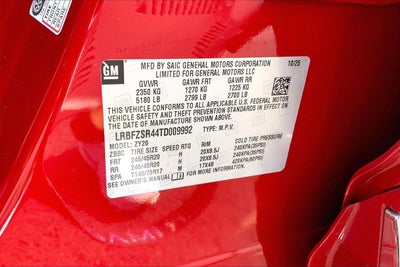 GM
MFD BY SAIC GENERAL MOTORS CORPORATION 10/25
LIMITED FOR GENERAL MOTORS LLC
GVWR GAWR FRT GAWR RR
2350 KG 1270 KG 1225 KG
5180 LB 2799 LB 2700 LB
THIS VEHICLE CONFORMS TO ALL APPLICABLE U.S. FEDERAL MOTOR
VEHICLE SAFETY AND THEFT PREVENTION STANDARDS IN EFFECT ON
THE DATE OF MANUFACTURE SHOWN ABOVE.
LRBFZSR44TD009992 TYPE: M.P.V.
ZBBC ZY26
TIRE SIZE SPEED RTG RIM COLD TIRE PRESSURE
FRT 245/45R20 H 20X8.5J 240KPA(35PSI)
RR 245/45R20 H 20X8.5J 240KPA(35PSI)
SPA T145/70R17 M 17X4B 420KPA(60PSI)
SEE OWNER'S MANUAL